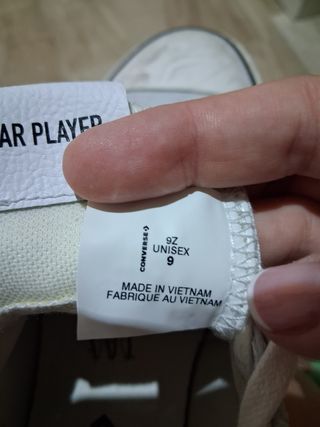 AR PLAYER
CONVERSE
9Z
UNISEX
9
MADE IN VIETNAM
FABRIQUE AU VIETNAM